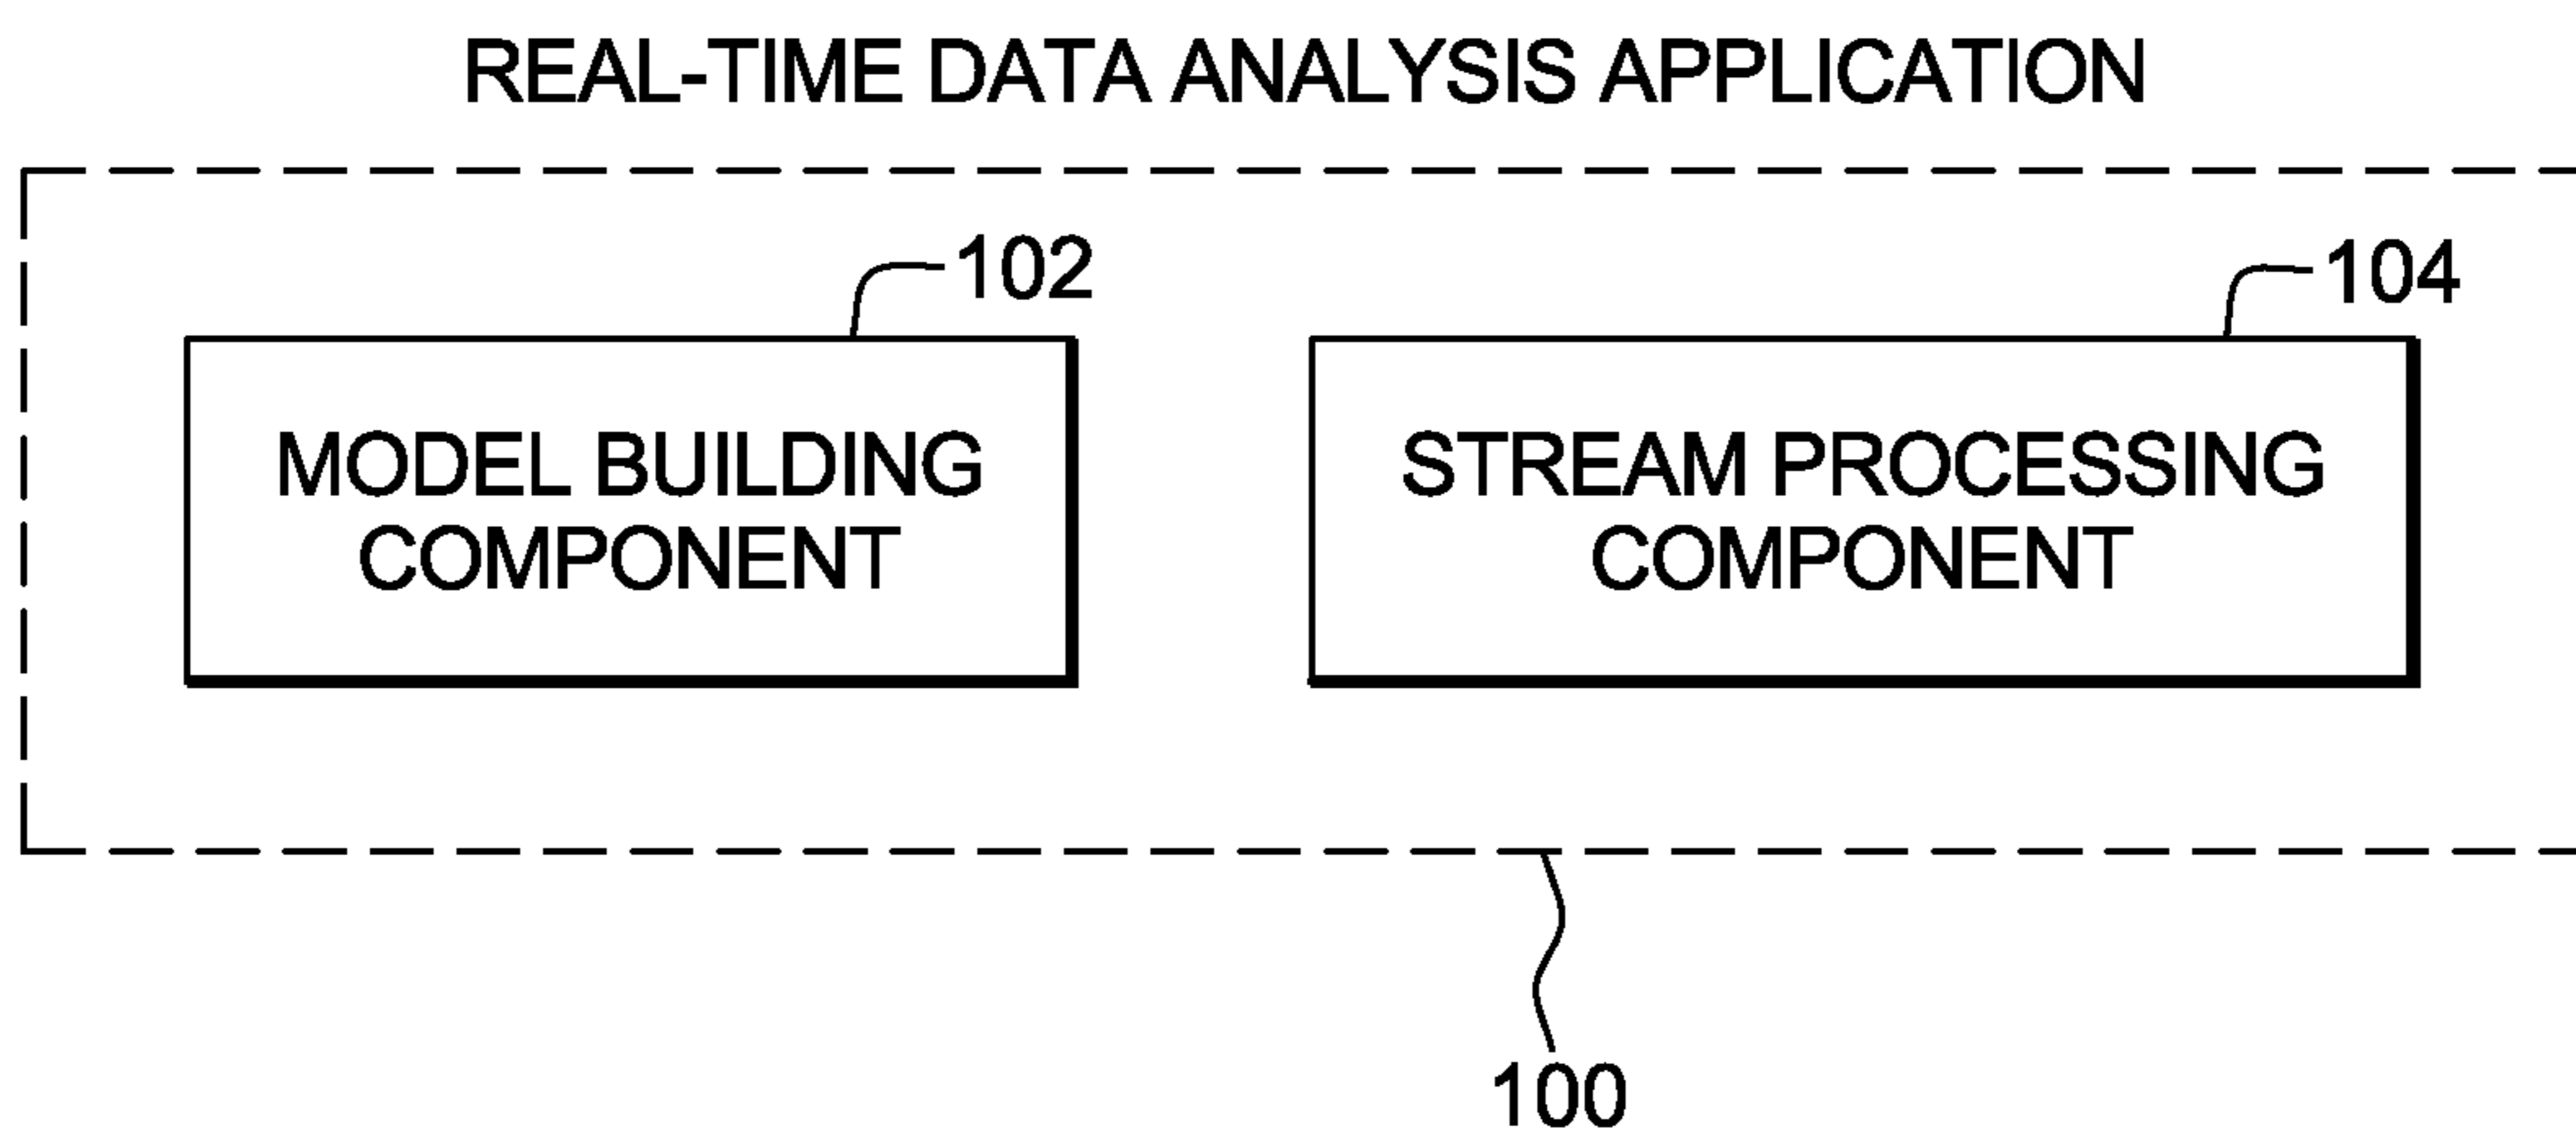 REAL-TIME DATA ANALYSIS APPLICATION
102
104
MODEL BUILDING
COMPONENT
STREAM PROCESSING
COMPONENT
100